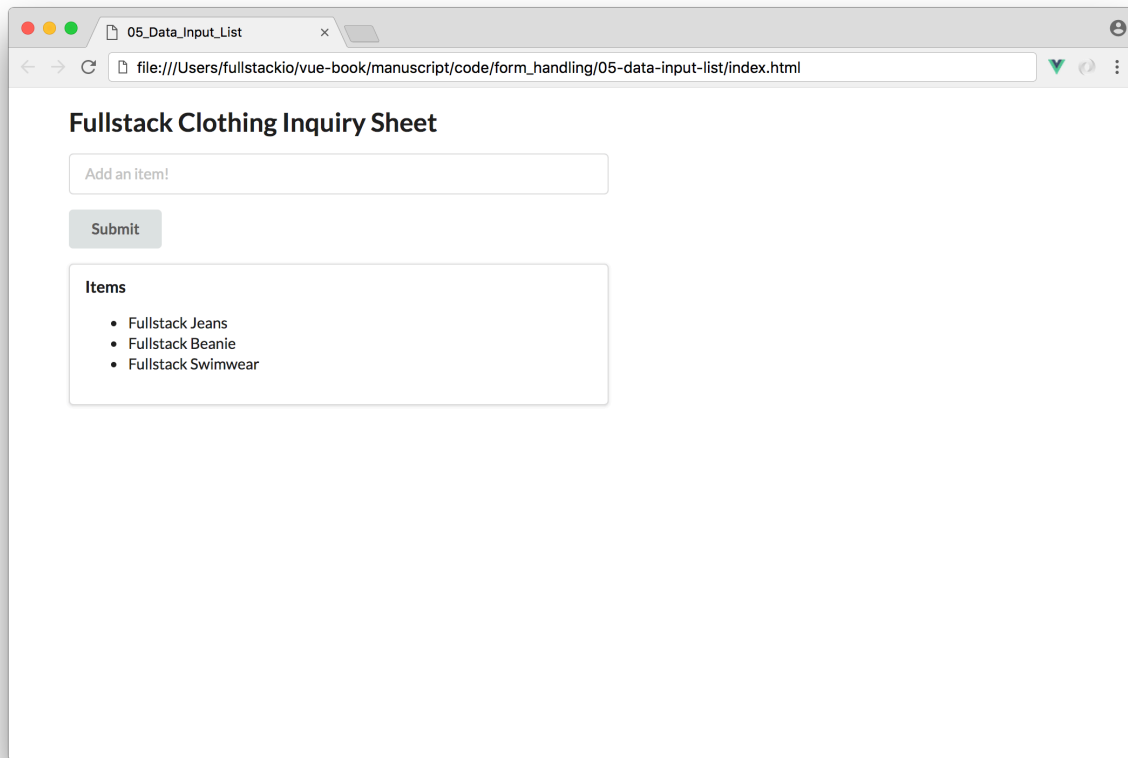 05_Data_Input_List
file:///Users/fullstackio/vue-book/manuscript/code/form_handling/05-data-input-list/index.html
Fullstack Clothing Inquiry Sheet
Add an item!
Submit
Items
• Fullstack Jeans
• Fullstack Beanie
• Fullstack Swimwear